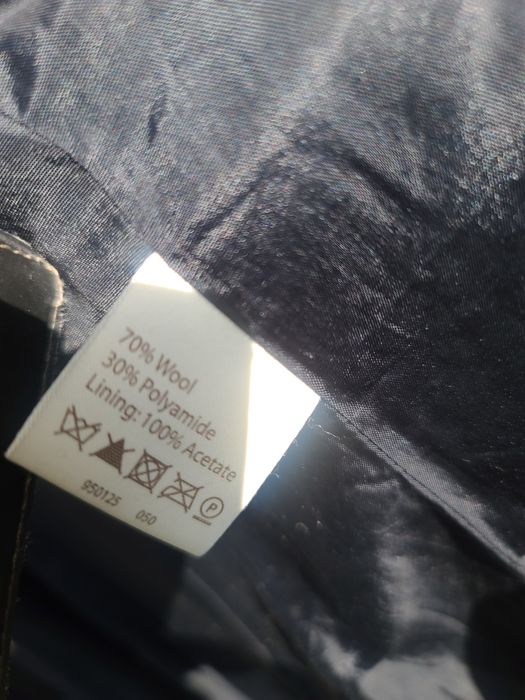 70% Wool
30% Polyamide
Lining: 100% Acetate
P
950125 050